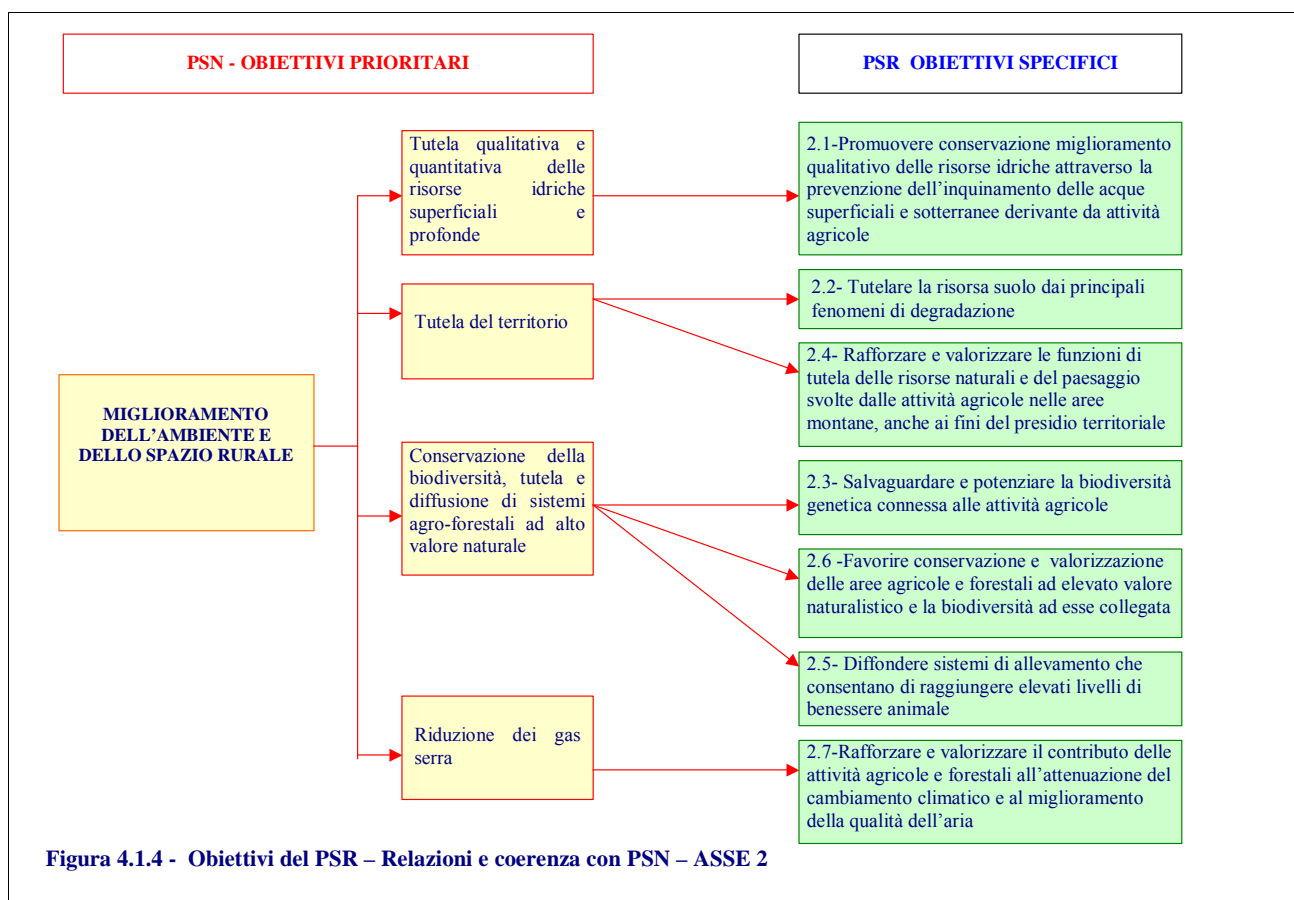 PSN - OBIETTIVI PRIORITARI
PSR OBIETTIVI SPECIFICI
MIGLIORAMENTO
DELL'AMBIENTE E
DELLO SPAZIO RURALE
Tutela qualitativa e
quantitativa delle
risorse idriche
superficiali e
profonde
Tutela del territorio
Conservazione della
biodiversità, tutela e
diffusione di sistemi
agro-forestali ad alto
valore naturale
Riduzione dei gas
serra
2.1-Promuovere conservazione miglioramento
qualitativo delle risorse idriche attraverso la
prevenzione dell'inquinamento delle acque
superficiali e sotterranee derivante da attività
agricole
2.2- Tutelare la risorsa suolo dai principali
fenomeni di degradazione
2.4- Rafforzare e valorizzare le funzioni di
tutela delle risorse naturali e del paesaggio
svolte dalle attività agricole nelle aree
montane, anche ai fini del presidio territoriale
2.3- Salvaguardare e potenziare la biodiversità
genetica connessa alle attività agricole
2.6 -Favorire conservazione e valorizzazione
delle aree agricole e forestali ad elevato valore
naturalistico e la biodiversità ad esse collegata
2.5- Diffondere sistemi di allevamento che
consentano di raggiungere elevati livelli di
benessere animale
2.7-Rafforzare e valorizzare il contributo delle
attività agricole e forestali all'attenuazione del
cambiamento climatico e al miglioramento
della qualità dell'aria
Figura 4.1.4 - Obiettivi del PSR – Relazioni e coerenza con PSN – ASSE 2